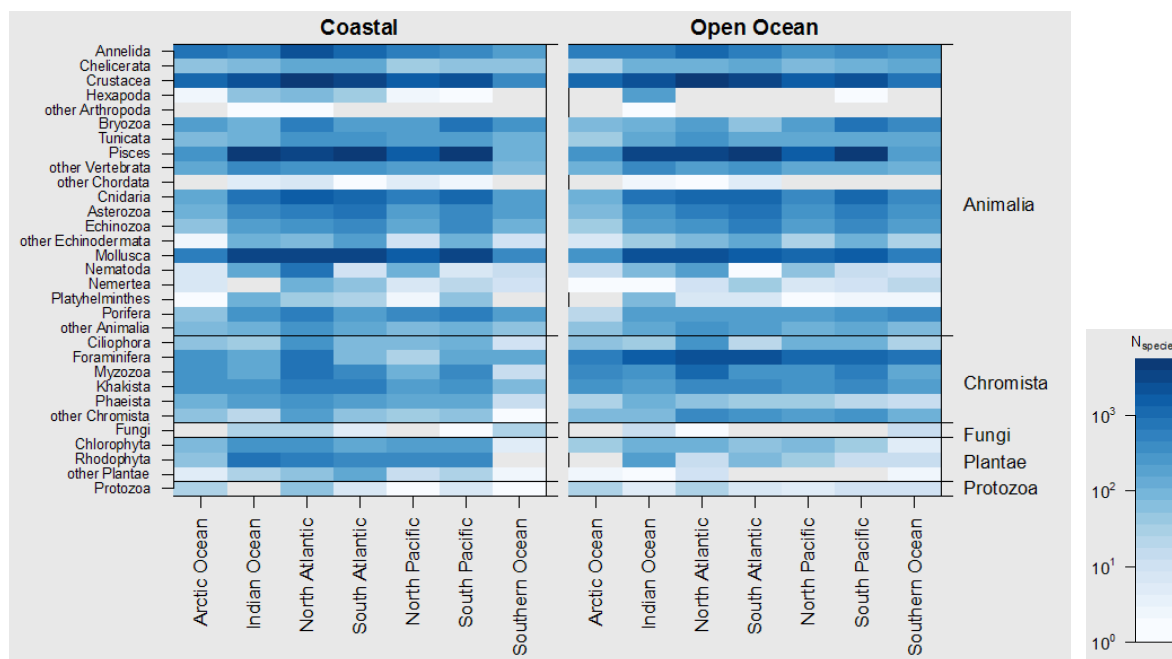 Coastal Open Ocean
Annelida
Chelicerata
Crustacea
Hexapoda
other Arthropoda
Bryozoa
Tunicata
Pisces
other Vertebrata
other Chordata
Cnidaria
Asterozoa
Echinozoa
other Echinodermata
Mollusca
Nematoda
Nemertea
Platyhelminthes
Porifera
other Animalia
Ciliophora
Foraminifera
Myzozoa
Khakista
Phaeista
other Chromista
Fungi
Chlorophyta
Rhodophyta
other Plantae
Protozoa
Animalia
Chromista
Fungi
Plantae
Protozoa
Arctic Ocean
Indian Ocean
North Atlantic
South Atlantic
North Pacific
South Pacific
Southern Ocean
Arctic Ocean
Indian Ocean
North Atlantic
South Atlantic
North Pacific
South Pacific
Southern Ocean
N specie
10³
10²
10¹
10⁰